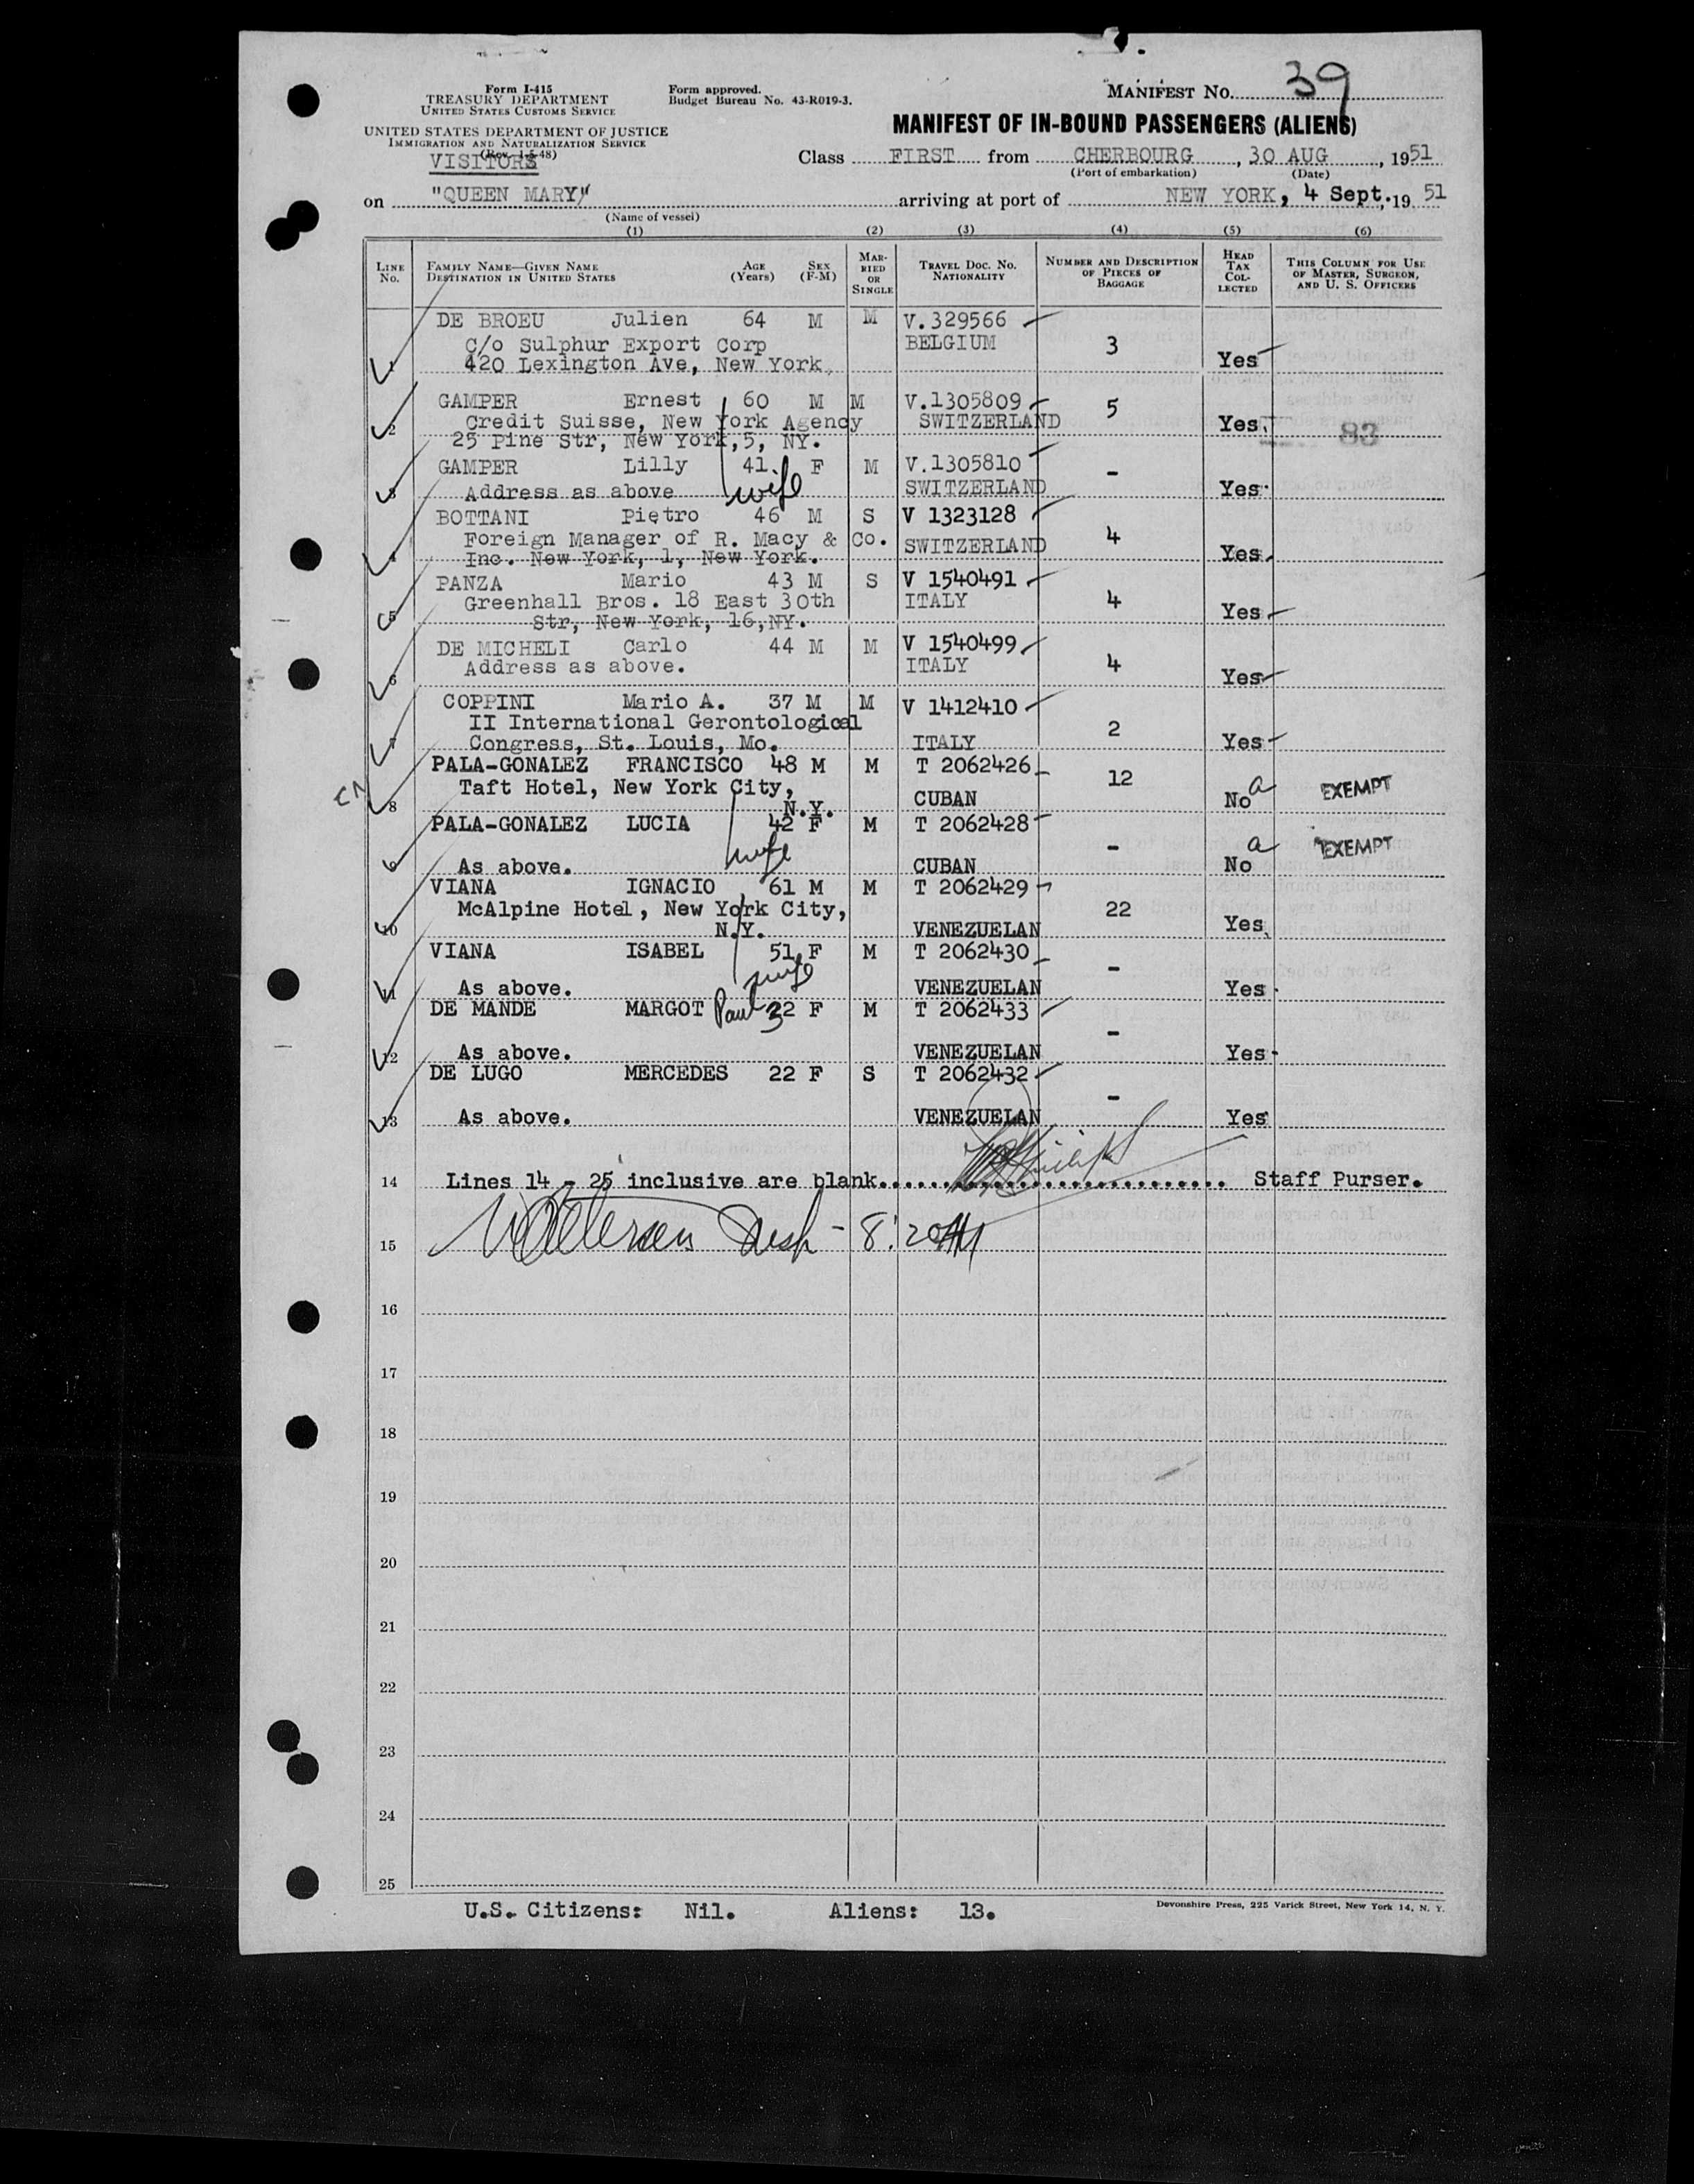 Form I-415
TREASURY DEPARTMENT
UNITED STATES CUSTOMS SERVICE
UNITED STATES DEPARTMENT OF JUSTICE
IMMIGRATION AND NATURALIZATION SERVICE
(Rev. 1-5-48)
VISITORS
Form approved.
Budget Bureau No. 43-R019-3.
MANIFEST NO. 39
MANIFEST OF IN-BOUND PASSENGERS (ALIENS)
Class FIRST from CHERBOURG, 30 AUG, 1951
(Port of embarkation) (Date)
on "QUEEN MARY" arriving at port of NEW YORK, 4 Sept. 19 51
(Name of vessel)
(1) (2) (3) (4) (5) (6)
LINE NO. FAMILY NAME—GIVEN NAME DESTINATION IN UNITED STATES AGE (Years) SEX (F-M) MARRIED OR SINGLE TRAVEL DOC. NO. NATIONALITY NUMBER AND DESCRIPTION OF PIECES OF BAGGAGE HEAD TAX COLLECTED THIS COLUMN FOR USE OF MASTER, SURGEON, AND U. S. OFFICERS
DE BROEU Julien 64 M M V.329566
C/o Sulphur Export Corp BELGIUM 3
1 420 Lexington Ave, New York, Yes
GAMPER Ernest 60 M M V.1305809
2 Credit Suisse, New York Agency SWITZERLAND 5 Yes 83
25 Pine Str, New York,5, NY.
GAMPER Lilly 41. F M V.1305810
3 Address as above wife SWITZERLAND - Yes
BOTTANI Pietro 46 M S V 1323128
Foreign Manager of R. Macy & Co. SWITZERLAND 4
4 Inc. New York, 1, New York. Yes
PANZA Mario 43 M S V 1540491
Greenhall Bros. 18 East 30th ITALY 4
5 Str, New York, 16,NY. Yes
DE MICHELI Carlo 44 M M V 1540499
Address as above. ITALY 4
6 Yes
COPPINI Mario A. 37 M M V 1412410
II International Gerontological 2
7 Congress, St. Louis, Mo. ITALY Yes
PALA-GONALEZ FRANCISCO 48 M M T 2062426
Taft Hotel, New York City, 12
8 N.Y. CUBAN No a EXEMPT
PALA-GONALEZ LUCIA 42 F M T 2062428
wife - a EXEMPT
As above. CUBAN No
VIANA IGNACIO 61 M M T 2062429
McAlpine Hotel, New York City, 22
10 N.Y. VENEZUELAN Yes
VIANA ISABEL 51 F M T 2062430
wife -
11 As above. VENEZUELAN Yes
DE MANDE MARGOT Paul 32 F M T 2062433
-
12 As above. VENEZUELAN Yes
DE LUGO MERCEDES 22 F S T 2062432
-
13 As above. VENEZUELAN Yes
14 Lines 14 - 25 inclusive are blank............................ Staff Purser.
15 8:20AM
16
17
18
19
20
21
22
23
24
25
U.S. Citizens: Nil. Aliens: 13.
Devonshire Press, 225 Varick Street, New York 14, N. Y.